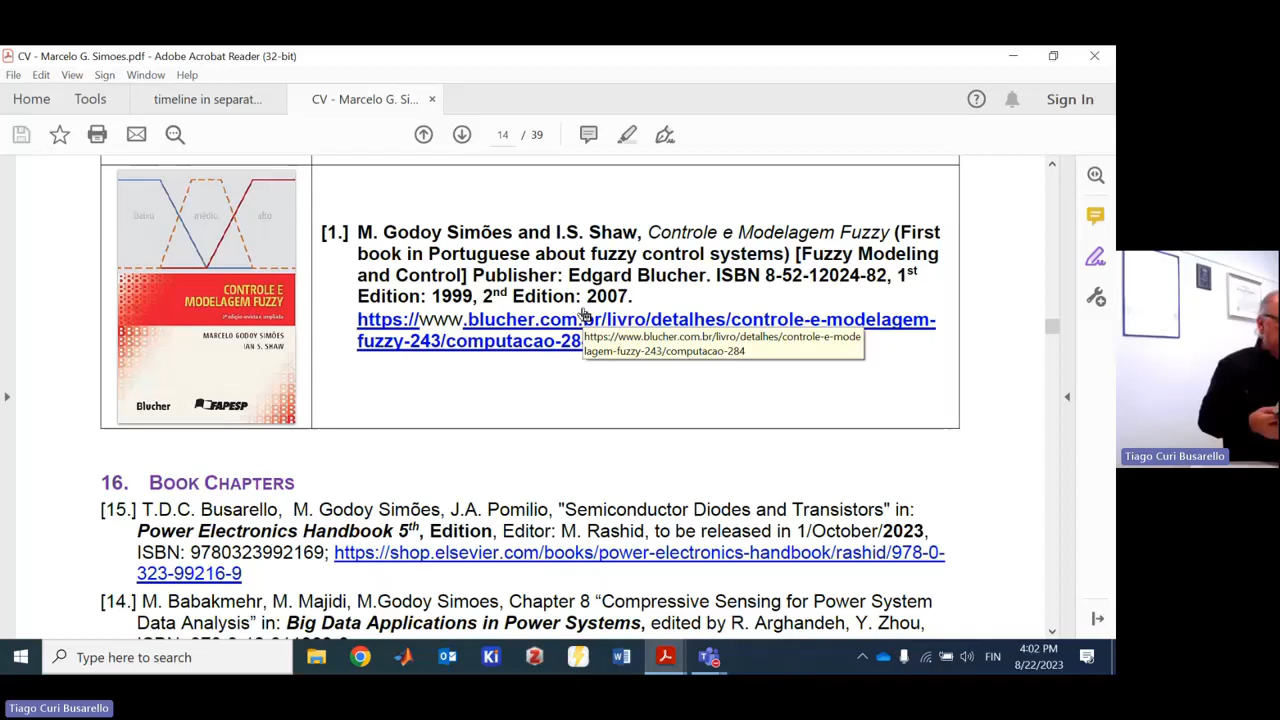 CV - Marcelo G. Simoes.pdf - Adobe Acrobat Reader (32-bit)
File Edit View Sign Window Help
Home Tools timeline in separat... CV - Marcelo G. Si... ×
Sign In
14 / 39
baixo médio alto
CONTROLE E
MODELAGEM FUZZY
2ª edição revista e ampliada
MARCELO GODOY SIMÕES
IAN S. SHAW
Blucher FAPESP
[1.] M. Godoy Simões and I.S. Shaw, Controle e Modelagem Fuzzy (First
book in Portuguese about fuzzy control systems) [Fuzzy Modeling
and Control] Publisher: Edgard Blucher. ISBN 8-52-12024-82, 1st
Edition: 1999, 2nd Edition: 2007.
https://www.blucher.com.br/livro/detalhes/controle-e-modelagem-
fuzzy-243/computacao-28
https://www.blucher.com.br/livro/detalhes/controle-e-mode
lagem-fuzzy-243/computacao-284
16. BOOK CHAPTERS
[15.] T.D.C. Busarello, M. Godoy Simões, J.A. Pomilio, "Semiconductor Diodes and Transistors" in:
Power Electronics Handbook 5th, Edition, Editor: M. Rashid, to be released in 1/October/2023,
ISBN: 9780323992169; https://shop.elsevier.com/books/power-electronics-handbook/rashid/978-0-
323-99216-9
[14.] M. Babakmehr, M. Majidi, M.Godoy Simoes, Chapter 8 “Compressive Sensing for Power System
Data Analysis” in: Big Data Applications in Power Systems, edited by R. Arghandeh, Y. Zhou,
Tiago Curi Busarello
Type here to search
FIN
4:02 PM
8/22/2023
Tiago Curi Busarello